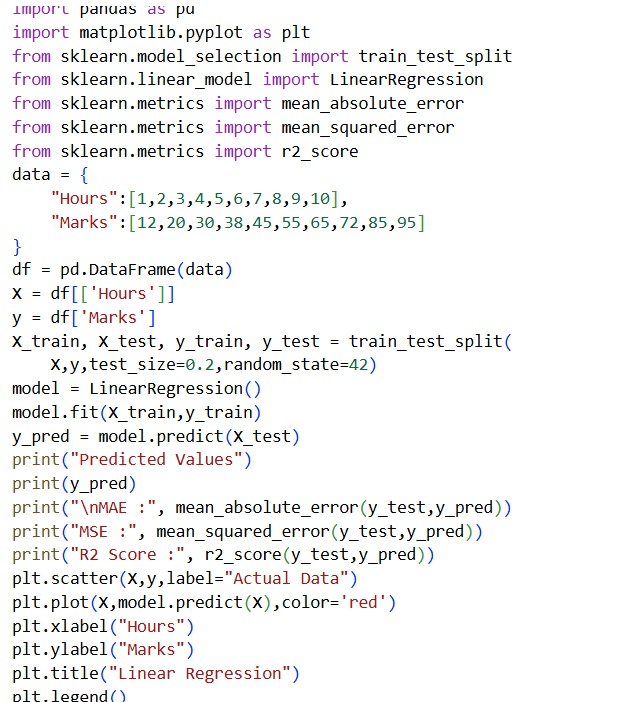 import pandas as pd
import matplotlib.pyplot as plt
from sklearn.model_selection import train_test_split
from sklearn.linear_model import LinearRegression
from sklearn.metrics import mean_absolute_error
from sklearn.metrics import mean_squared_error
from sklearn.metrics import r2_score
data = {
    "Hours":[1,2,3,4,5,6,7,8,9,10],
    "Marks":[12,20,30,38,45,55,65,72,85,95]
}
df = pd.DataFrame(data)
X = df[['Hours']]
y = df['Marks']
X_train, X_test, y_train, y_test = train_test_split(
    X,y,test_size=0.2,random_state=42)
model = LinearRegression()
model.fit(X_train,y_train)
y_pred = model.predict(X_test)
print("Predicted Values")
print(y_pred)
print("\nMAE :", mean_absolute_error(y_test,y_pred))
print("MSE :", mean_squared_error(y_test,y_pred))
print("R2 Score :", r2_score(y_test,y_pred))
plt.scatter(X,y,label="Actual Data")
plt.plot(X,model.predict(X),color='red')
plt.xlabel("Hours")
plt.ylabel("Marks")
plt.title("Linear Regression")
plt.legend()